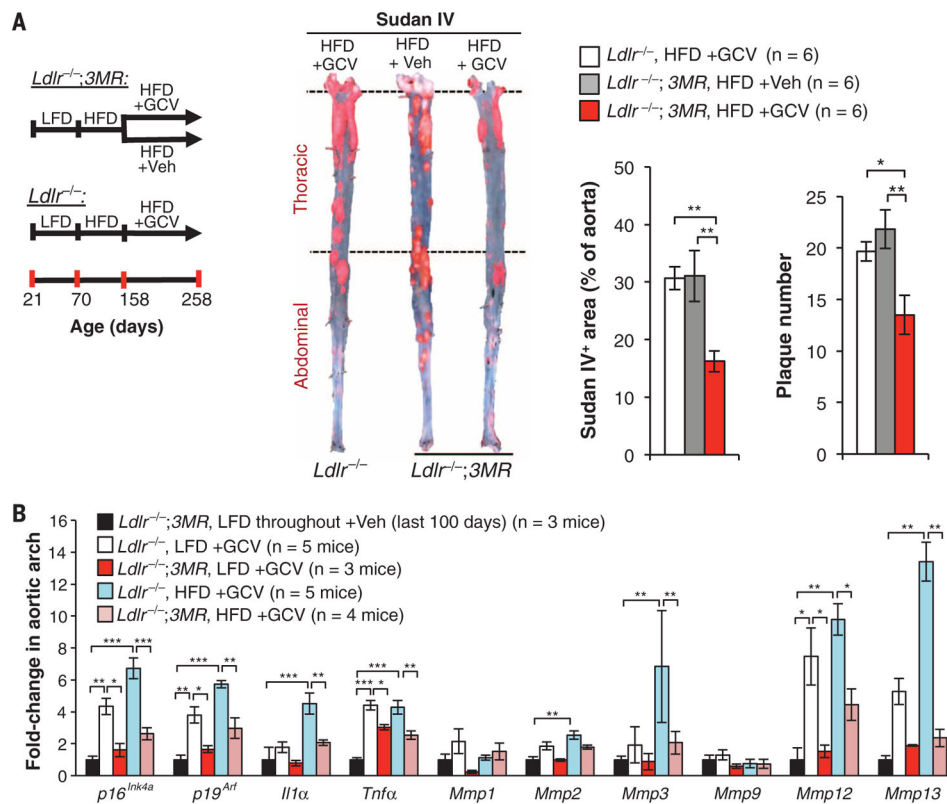 A
Ldlr–/–;3MR:
HFD
+GCV
LFD HFD
HFD
+Veh
Ldlr–/–:
HFD
+GCV
LFD HFD
21 70 158 258
Age (days)
Sudan IV
HFD
+GCV
HFD
+ Veh
HFD
+ GCV
Thoracic
Abdominal
Ldlr–/–
Ldlr–/–;3MR
Ldlr–/–, HFD +GCV (n = 6)
Ldlr–/–; 3MR, HFD +Veh (n = 6)
Ldlr–/–; 3MR, HFD +GCV (n = 6)
Sudan IV+ area (% of aorta)
50
40
30
20
10
0
**
**
Plaque number
25
20
15
10
5
0
*
**
B
Ldlr–/–;3MR, LFD throughout +Veh (last 100 days) (n = 3 mice)
Ldlr–/–, LFD +GCV (n = 5 mice)
Ldlr–/–;3MR, LFD +GCV (n = 3 mice)
Ldlr–/–, HFD +GCV (n = 5 mice)
Ldlr–/–;3MR, HFD +GCV (n = 4 mice)
Fold-change in aortic arch
16
14
12
10
8
6
4
2
0
*** ***
** *
*** **
** *
*** **
*** **
*** *
**
** **
** *
* *
** **
p16Ink4a p19Arf Il1α Tnfα Mmp1 Mmp2 Mmp3 Mmp9 Mmp12 Mmp13